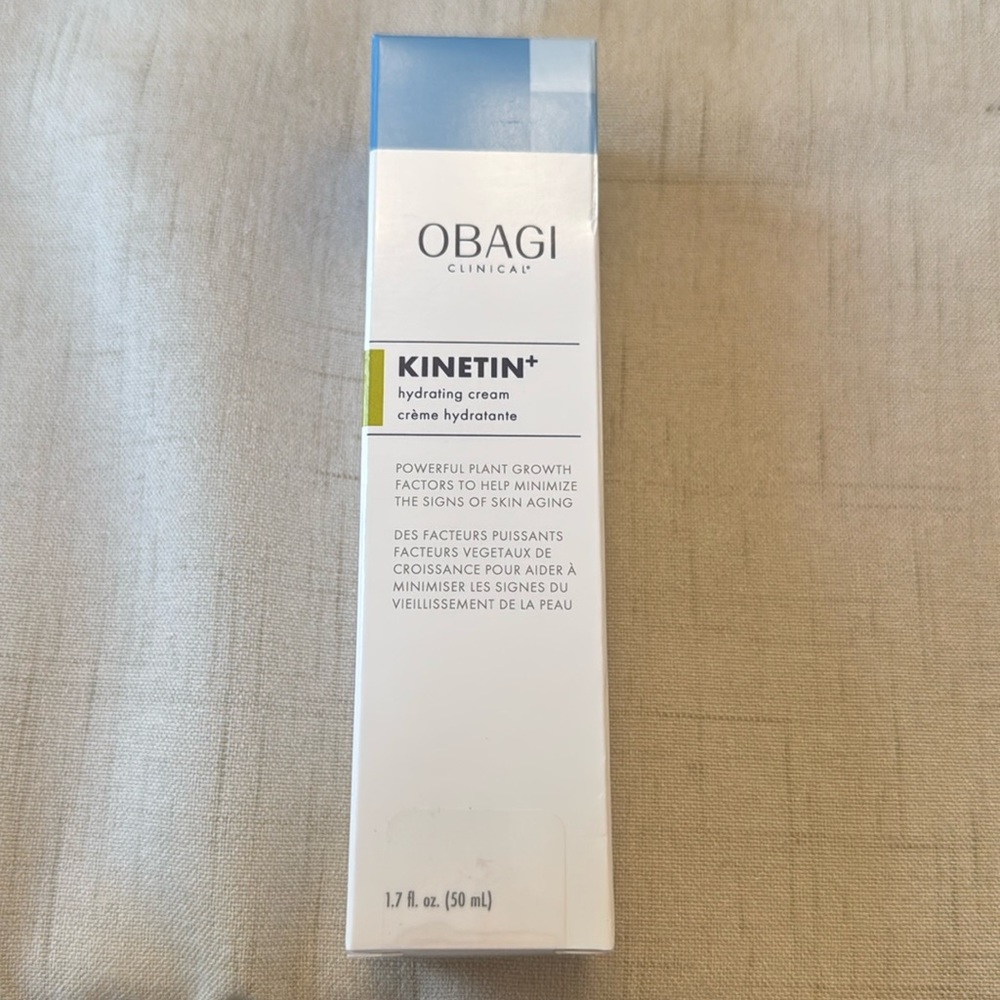 OBAGI
CLINICAL®
KINETIN+
hydrating cream
crème hydratante
POWERFUL PLANT GROWTH
FACTORS TO HELP MINIMIZE
THE SIGNS OF SKIN AGING
DES FACTEURS PUISSANTS
FACTEURS VEGETAUX DE
CROISSANCE POUR AIDER À
MINIMISER LES SIGNES DU
VIEILLISSEMENT DE LA PEAU
1.7 fl. oz. (50 mL)